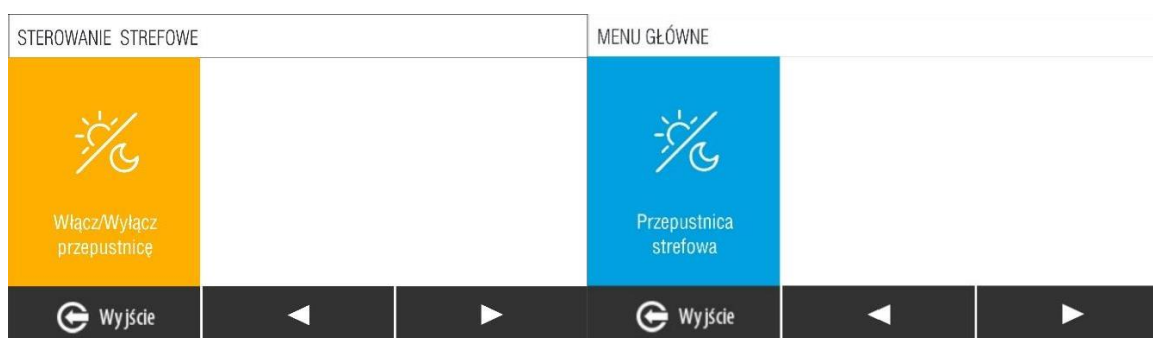 STEROWANIE STREFOWE
Włącz/Wyłącz
przepustnicę
Wyjście
MENU GŁÓWNE
Przepustnica
strefowa
Wyjście